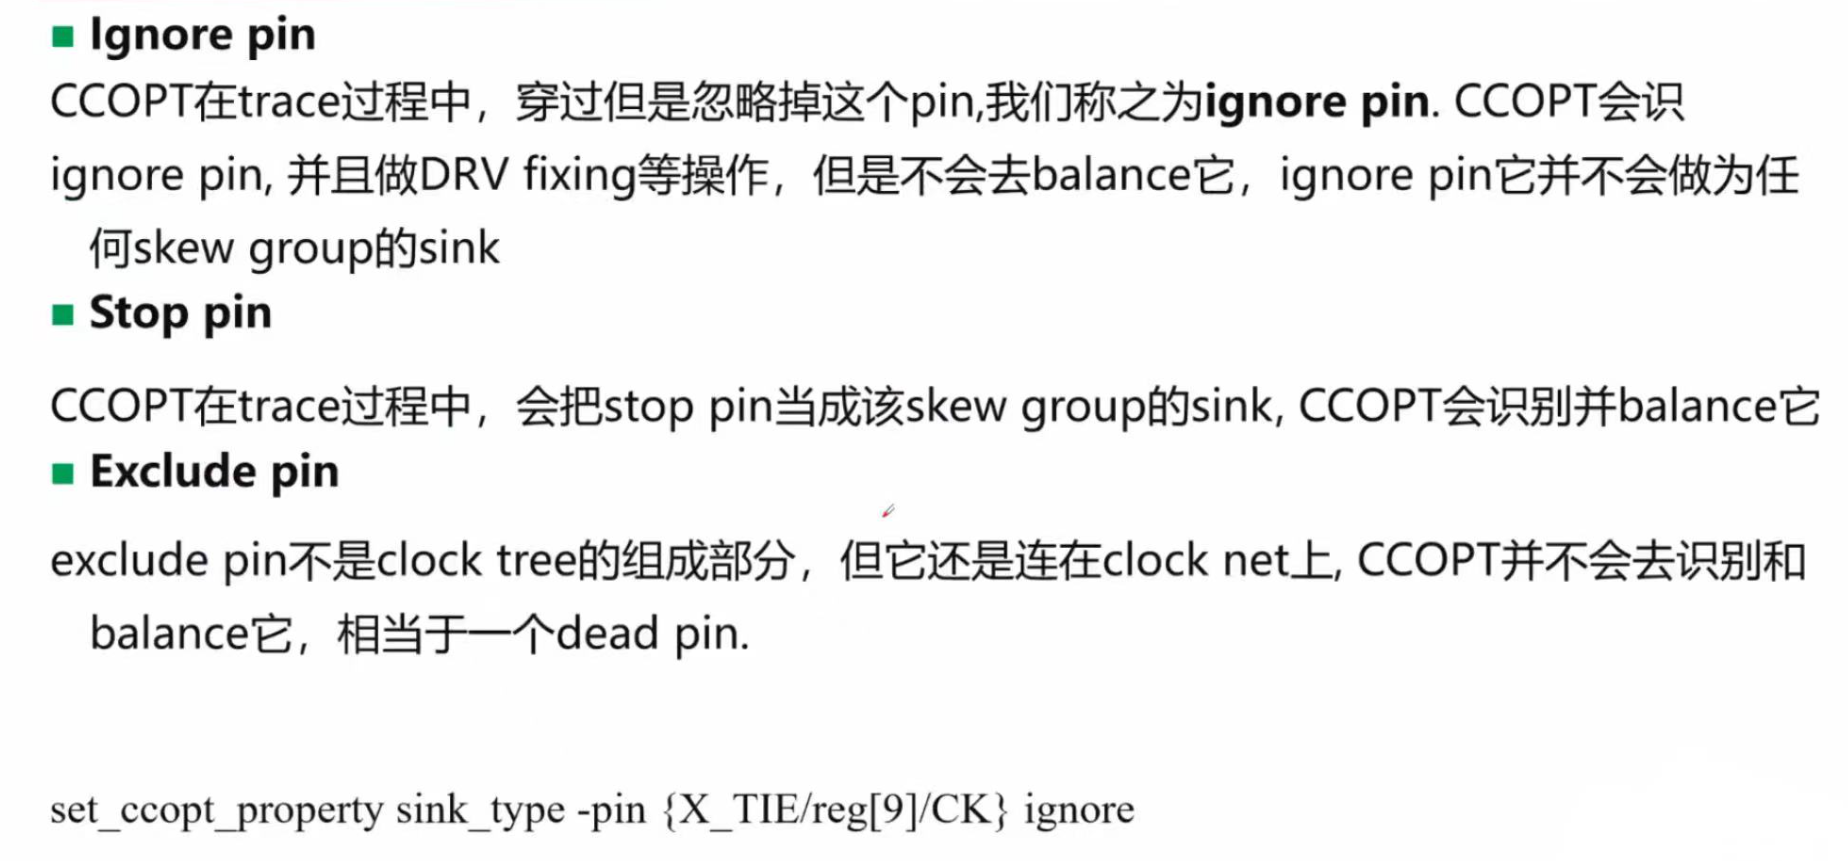 Ignore pin
CCOPT在trace过程中，穿过但是忽略掉这个pin,我们称之为ignore pin. CCOPT会识
ignore pin, 并且做DRV fixing等操作，但是不会去balance它，ignore pin它并不会做为任
何skew group的sink
Stop pin
CCOPT在trace过程中，会把stop pin当成该skew group的sink, CCOPT会识别并balance它
Exclude pin
exclude pin不是clock tree的组成部分，但它还是连在clock net上, CCOPT并不会去识别和
balance它，相当于一个dead pin.
set_ccopt_property sink_type -pin {X_TIE/reg[9]/CK} ignore